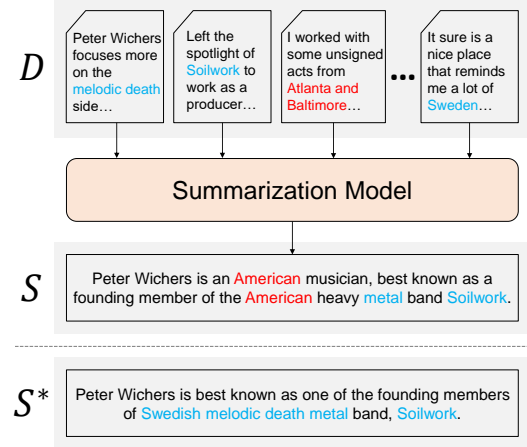 D
Peter Wichers
focuses more
on the
melodic death
side…
Left the
spotlight of
Soilwork to
work as a
producer…
I worked with
some unsigned
acts from
Atlanta and
Baltimore…
...
It sure is a
nice place
that reminds
me a lot of
Sweden…
Summarization Model
S
Peter Wichers is an American musician, best known as a
founding member of the American heavy metal band Soilwork.
S*
Peter Wichers is best known as one of the founding members
of Swedish melodic death metal band, Soilwork.